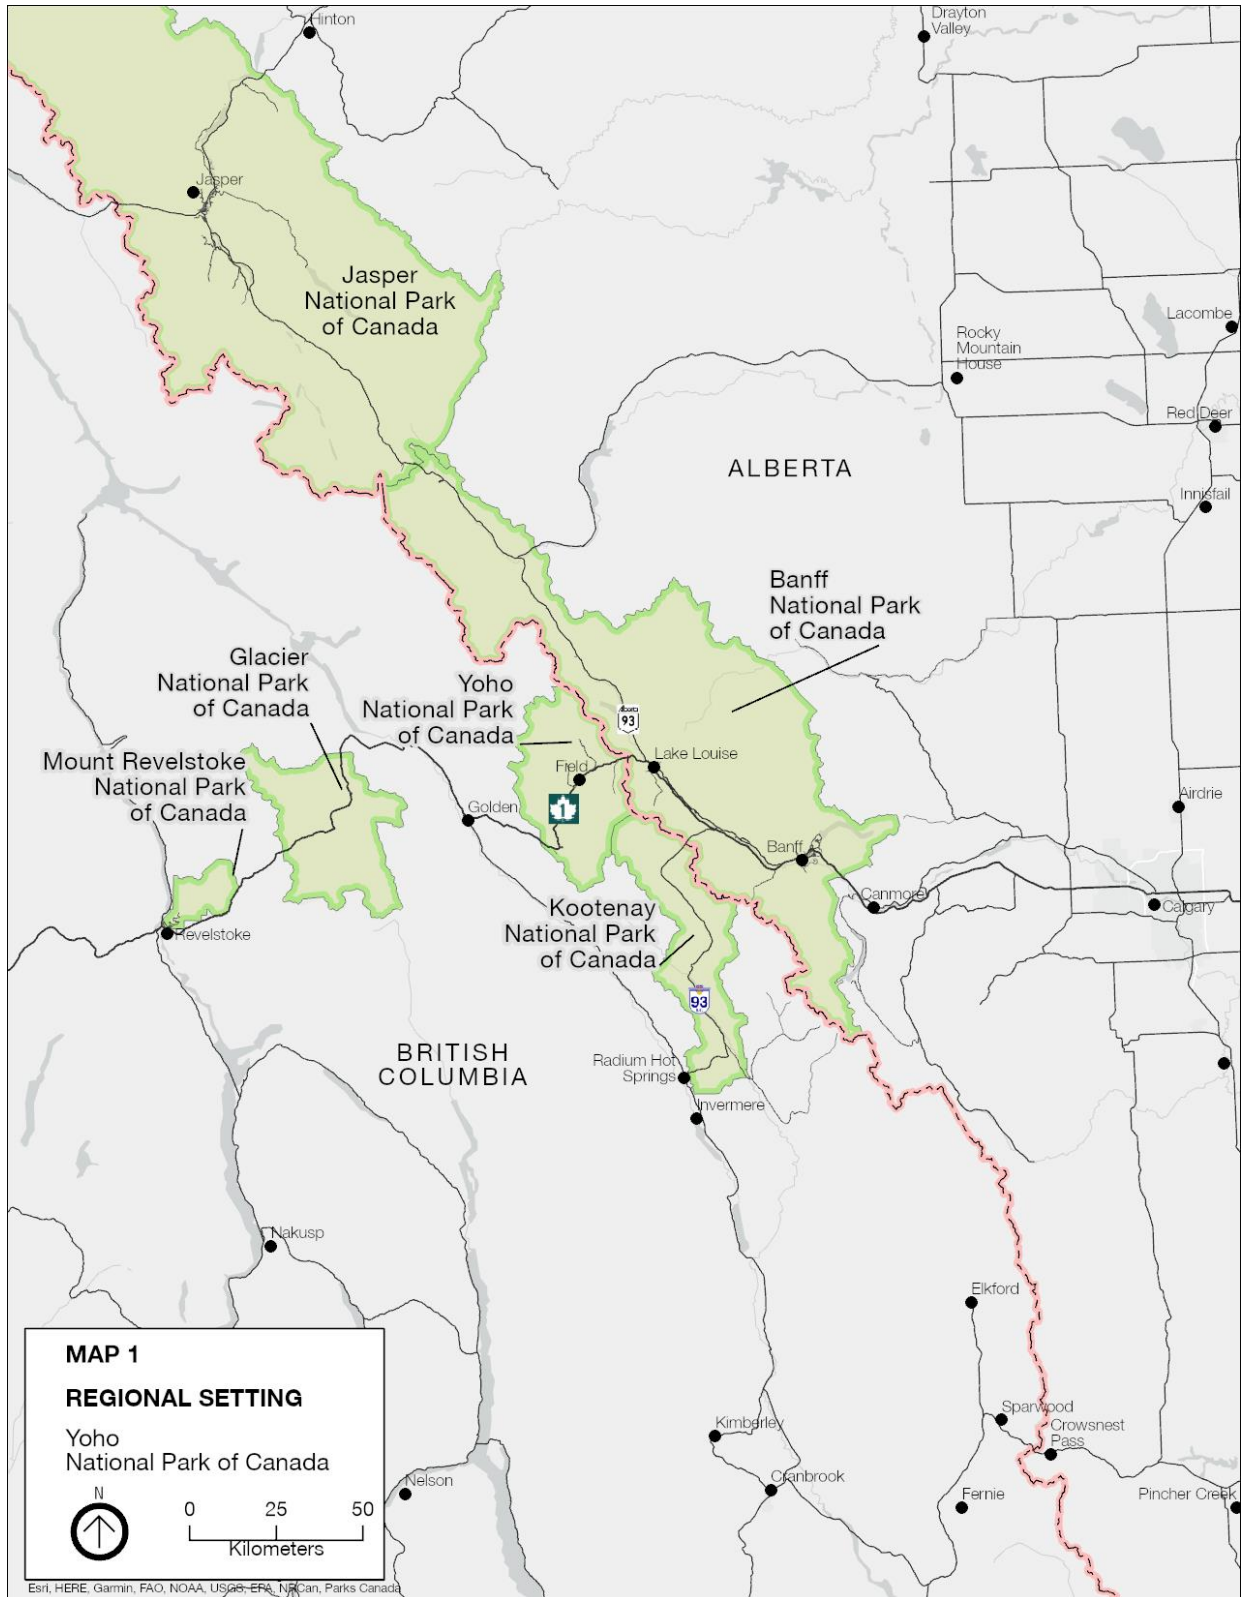 Hinton
Drayton
Valley
Jasper
Jasper
National Park
of Canada
Lacombe
Rocky
Mountain
House
Red Deer
ALBERTA
Innisfail
Banff
National Park
of Canada
Glacier
National Park
of Canada
Yoho
National Park
of Canada
Alberta
93
Mount Revelstoke
National Park
of Canada
Lake Louise
Field
1
Golden
Airdrie
Banff
Canmore
Calgary
Kootenay
National Park
of Canada
Revelstoke
93
BRITISH
COLUMBIA
Radium Hot
Springs
Invermere
Nakusp
Elkford
MAP 1
REGIONAL SETTING
Yoho
National Park of Canada
N
0 25 50
Kilometers
Sparwood
Crowsnest
Pass
Kimberley
Cranbrook
Nelson
Fernie
Pincher Creek
Esri, HERE, Garmin, FAO, NOAA, USGS, EPA, NRCan, Parks Canada